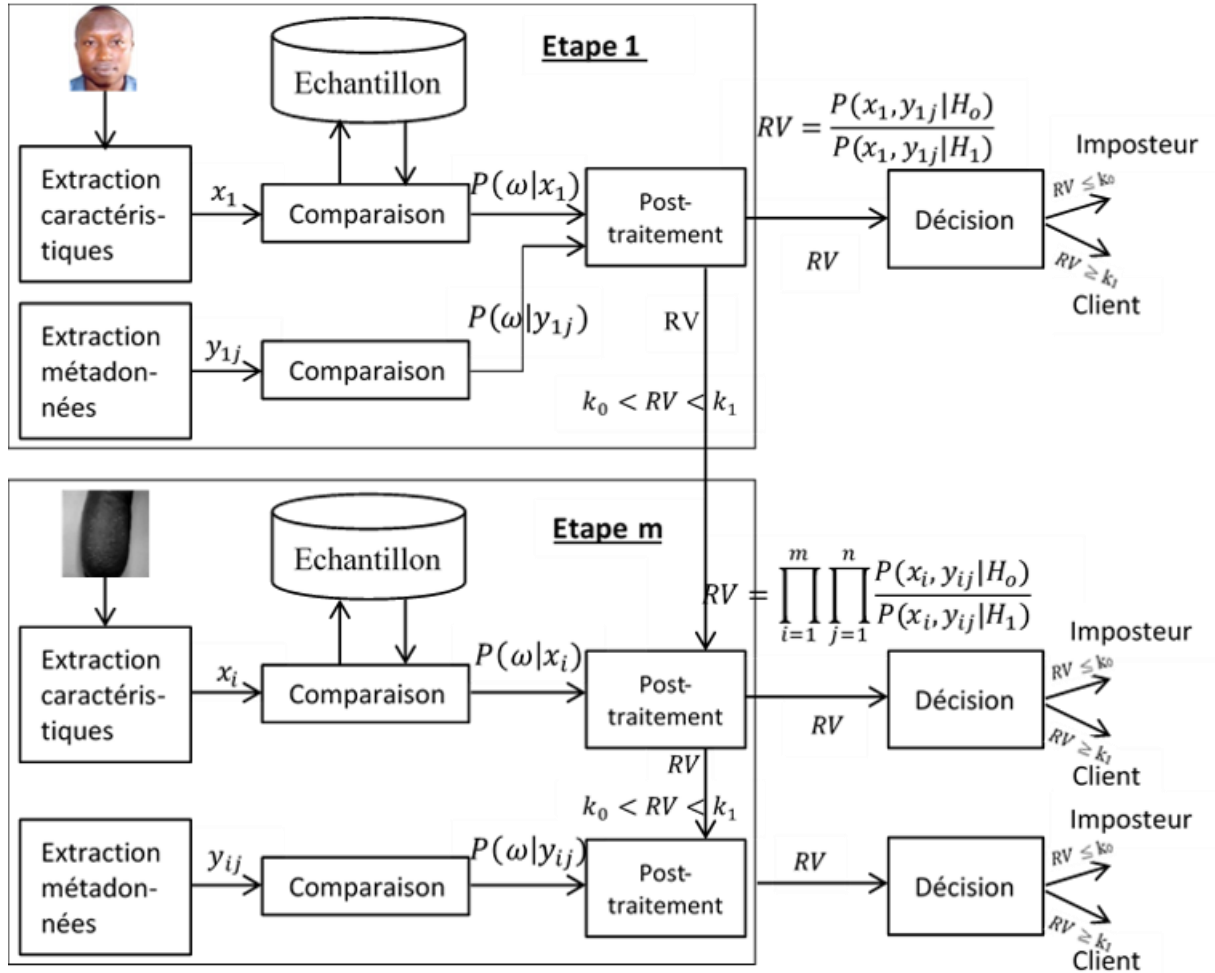 Etape 1
Echantillon
Extraction
caractéris-
tiques
x₁
Comparaison
P(ω|x₁)
Post-
traitement
RV = P(x₁, y₁ⱼ|Hₒ) / P(x₁, y₁ⱼ|H₁)
RV
Décision
Imposteur
RV ≤ k₀
RV ≥ k₁
Client
Extraction
métadon-
nées
y₁ⱼ
Comparaison
P(ω|y₁ⱼ)
RV
k₀ < RV < k₁
Etape m
Echantillon
Extraction
caractéris-
tiques
xᵢ
Comparaison
P(ω|xᵢ)
Post-
traitement
RV = ∏ᵢ₌₁ᵐ ∏ⱼ₌₁ⁿ P(xᵢ, yᵢⱼ|Hₒ) / P(xᵢ, yᵢⱼ|H₁)
RV
Décision
Imposteur
RV ≤ k₀
RV ≥ k₁
Client
RV
k₀ < RV < k₁
Extraction
métadon-
nées
yᵢⱼ
Comparaison
P(ω|yᵢⱼ)
Post-
traitement
RV
Décision
Imposteur
RV ≤ k₀
RV ≥ k₁
Client